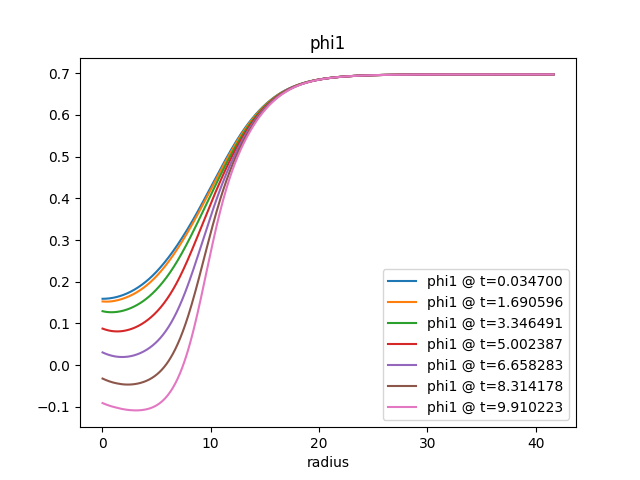 phi1
0.7
0.6
0.5
0.4
0.3
0.2
0.1
0.0
−0.1
phi1 @ t=0.034700
phi1 @ t=1.690596
phi1 @ t=3.346491
phi1 @ t=5.002387
phi1 @ t=6.658283
phi1 @ t=8.314178
phi1 @ t=9.910223
0 10 20 30 40
radius